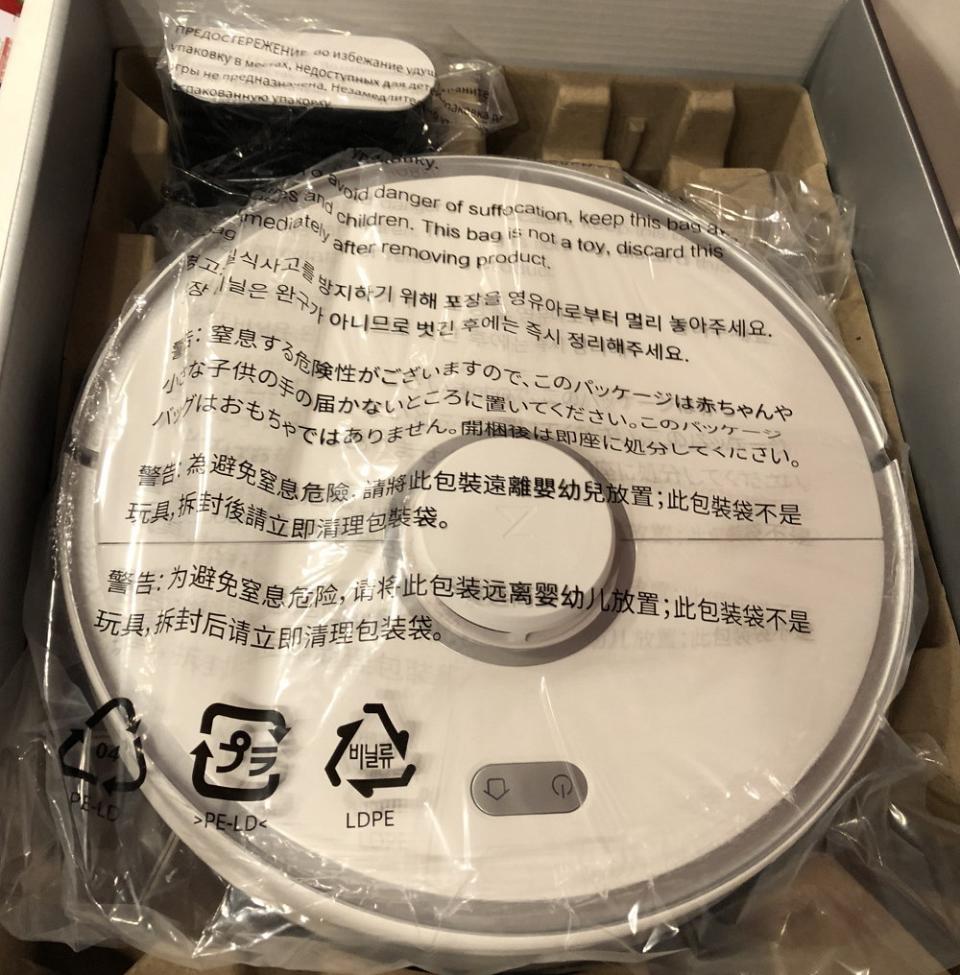 ПРЕДОСТЕРЕЖЕНИЕ во избежание удуш
упаковку в местах, недоступных для дет
игры не предназначена. Незамедлите
распакованную упаковку
avoid danger of suffocation, keep this bag
and children. This bag is not a toy, discard this
immediately after removing product.
질식사고를 방지하기 위해 포장을 영유아로부터 멀리 놓아주세요.
비닐은 완구가 아니므로 벗긴 후에는 즉시 정리해주세요.
警告: 窒息する危険性がございますので、このパッケージは赤ちゃんや
小さな子供の手の届かないところに置いてください。このパッケージ
バッグはおもちゃではありません。開梱後は即座に処分してください。
警告: 為避免窒息危險, 請將此包裝遠離嬰幼兒放置; 此包裝袋不是
玩具, 拆封後請立即清理包裝袋。
警告: 为避免窒息危险, 请将此包装远离婴幼儿放置; 此包装袋不是
玩具, 拆封后请立即清理包装袋。
04 プラ 비닐류
PE-LD >PE-LD< LDPE